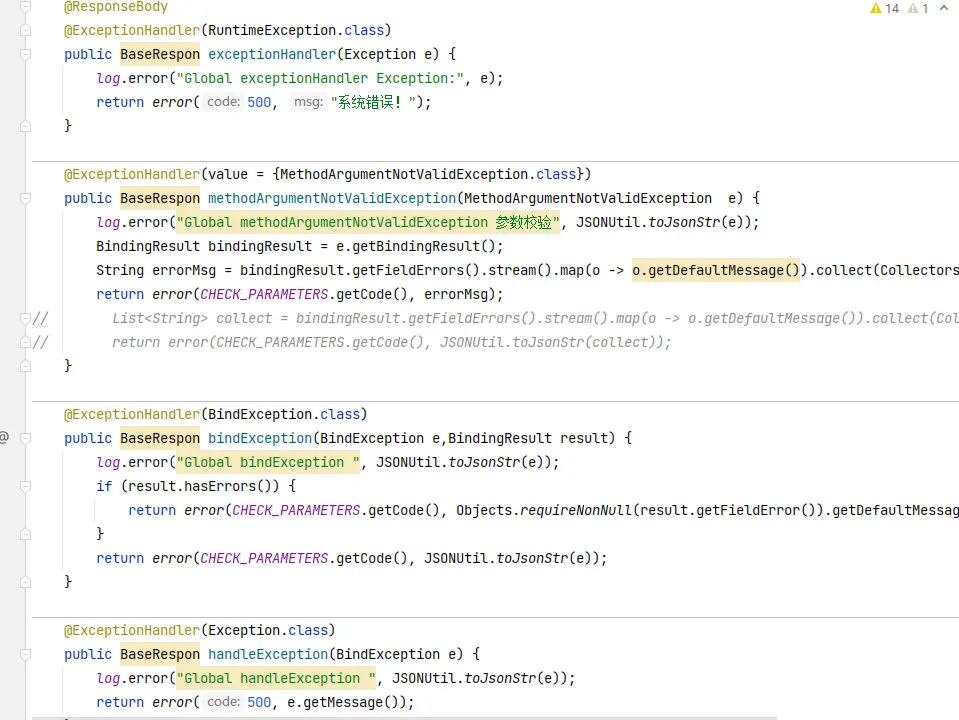 @ResponseBody
14 1
@ExceptionHandler(RuntimeException.class)
public BaseRespon exceptionHandler(Exception e) {
log.error("Global exceptionHandler Exception:", e);
return error( code: 500, msg: "系统错误！");
}
@ExceptionHandler(value = {MethodArgumentNotValidException.class})
public BaseRespon methodArgumentNotValidException(MethodArgumentNotValidException  e) {
log.error("Global methodArgumentNotValidException 参数校验", JSONUtil.toJsonStr(e));
BindingResult bindingResult = e.getBindingResult();
String errorMsg = bindingResult.getFieldErrors().stream().map(o -> o.getDefaultMessage()).collect(Collectors
return error(CHECK_PARAMETERS.getCode(), errorMsg);
// List<String> collect = bindingResult.getFieldErrors().stream().map(o -> o.getDefaultMessage()).collect(Col
// return error(CHECK_PARAMETERS.getCode(), JSONUtil.toJsonStr(collect));
}
@ExceptionHandler(BindException.class)
@ public BaseRespon bindException(BindException e,BindingResult result) {
log.error("Global bindException ", JSONUtil.toJsonStr(e));
if (result.hasErrors()) {
return error(CHECK_PARAMETERS.getCode(), Objects.requireNonNull(result.getFieldError()).getDefaultMessag
}
return error(CHECK_PARAMETERS.getCode(), JSONUtil.toJsonStr(e));
}
@ExceptionHandler(Exception.class)
public BaseRespon handleException(BindException e) {
log.error("Global handleException ", JSONUtil.toJsonStr(e));
return error( code: 500, e.getMessage());